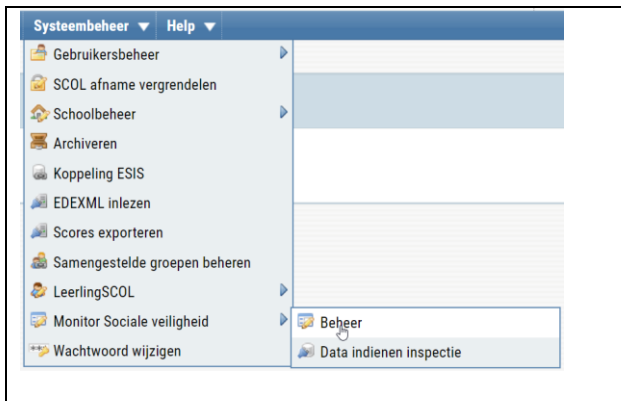 Systeembeheer Help
Gebruikersbeheer
SCOL afname vergrendelen
Schoolbeheer
Archiveren
Koppeling ESIS
EDEXML inlezen
Scores exporteren
Samengestelde groepen beheren
LeerlingSCOL
Monitor Sociale veiligheid
Beheer
Wachtwoord wijzigen
Data indienen inspectie